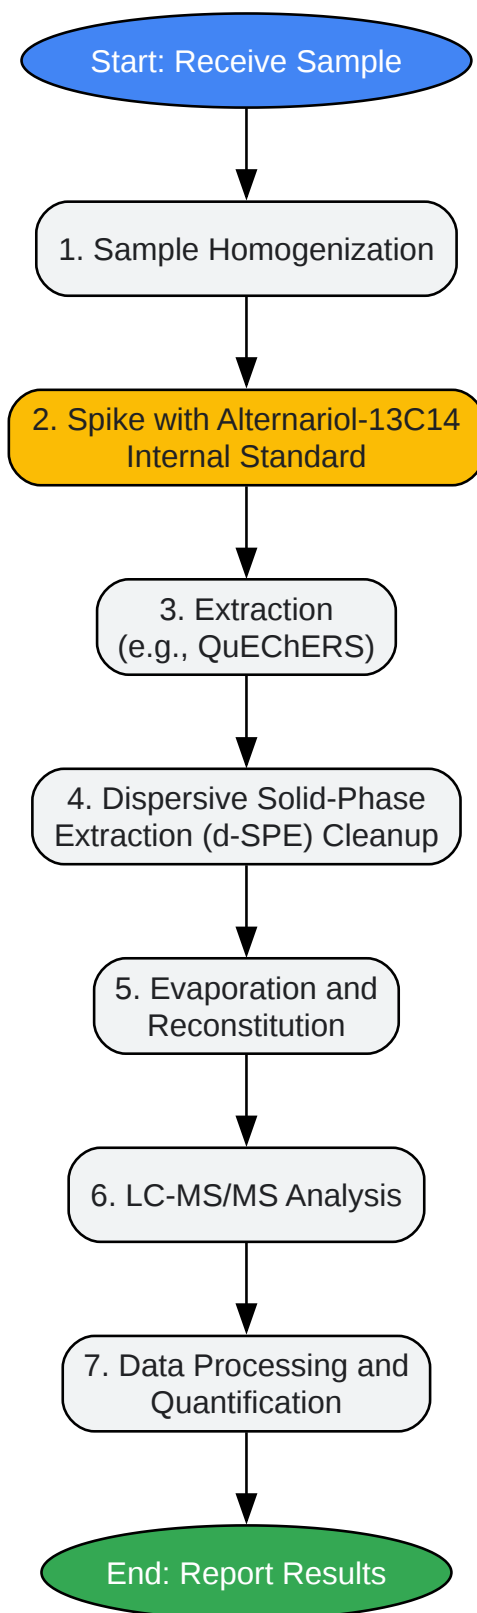 Start: Receive Sample
1. Sample Homogenization
2. Spike with Alternariol-13C14
Internal Standard
3. Extraction
(e.g., QuEChERS)
4. Dispersive Solid-Phase
Extraction (d-SPE) Cleanup
5. Evaporation and
Reconstitution
6. LC-MS/MS Analysis
7. Data Processing and
Quantification
End: Report Results